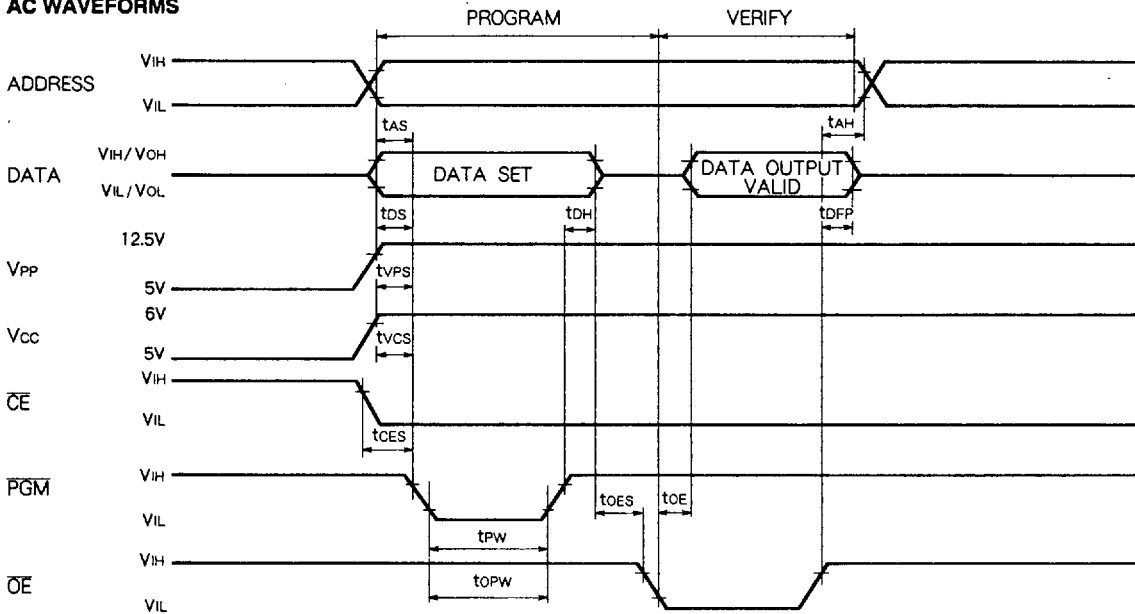 AC WAVEFORMS
PROGRAM VERIFY
ADDRESS VIH
VIL
tAS tAH
DATA VIH/VOH
VIL/VOL
DATA SET
DATA OUTPUT
VALID
tDS tDH tDFP
VPP 12.5V
5V
tVPS
VCC 6V
5V
tVCS
CE VIH
VIL
tCES
PGM VIH
VIL
tOES tOE
tPW
OE VIH
VIL
tOPW